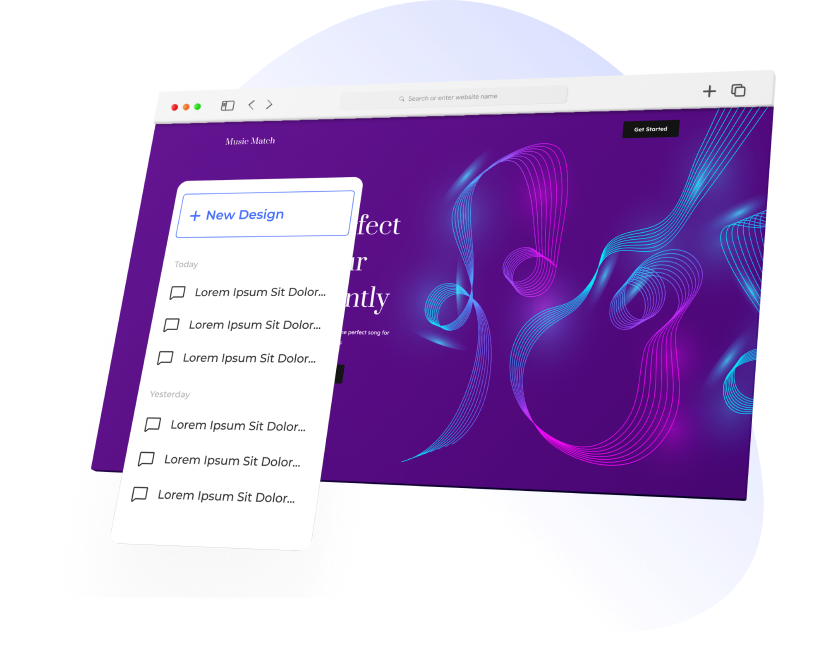 Search or enter website name
Music Match
Get Started
+ New Design
fect
ur
ntly
e perfect song for
Today
Lorem Ipsum Sit Dolor...
Lorem Ipsum Sit Dolor...
Lorem Ipsum Sit Dolor...
Yesterday
Lorem Ipsum Sit Dolor...
Lorem Ipsum Sit Dolor...
Lorem Ipsum Sit Dolor...